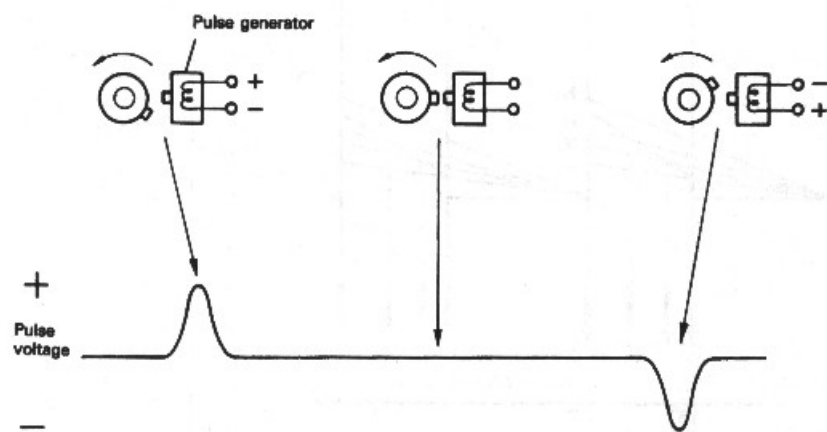 Pulse generator
+
−
−
+
+
Pulse
voltage
−